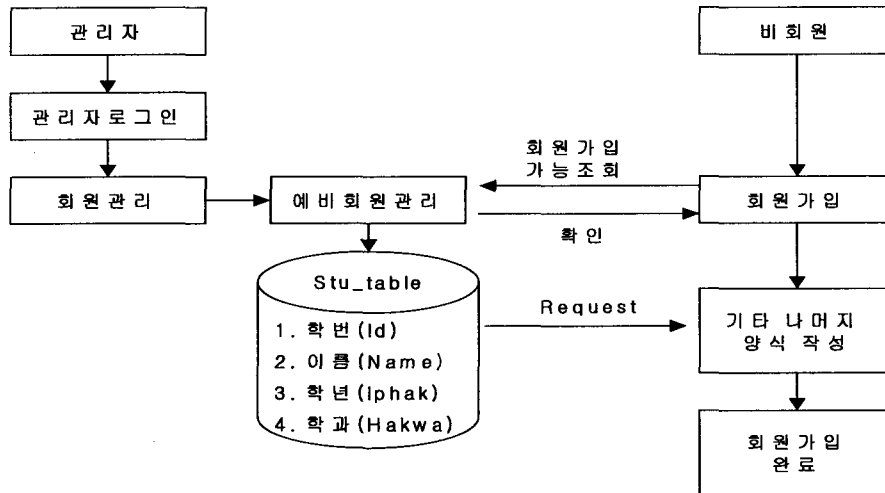 관리자
비회원
관리자로그인
회원가입
가능조회
회원관리
예비회원관리
회원가입
확인
Stu_table
1. 학번(Id)
2. 이름(Name)
3. 학년(Iphak)
4. 학과(Hakwa)
Request
기타 나머지
양식 작성
회원가입
완료